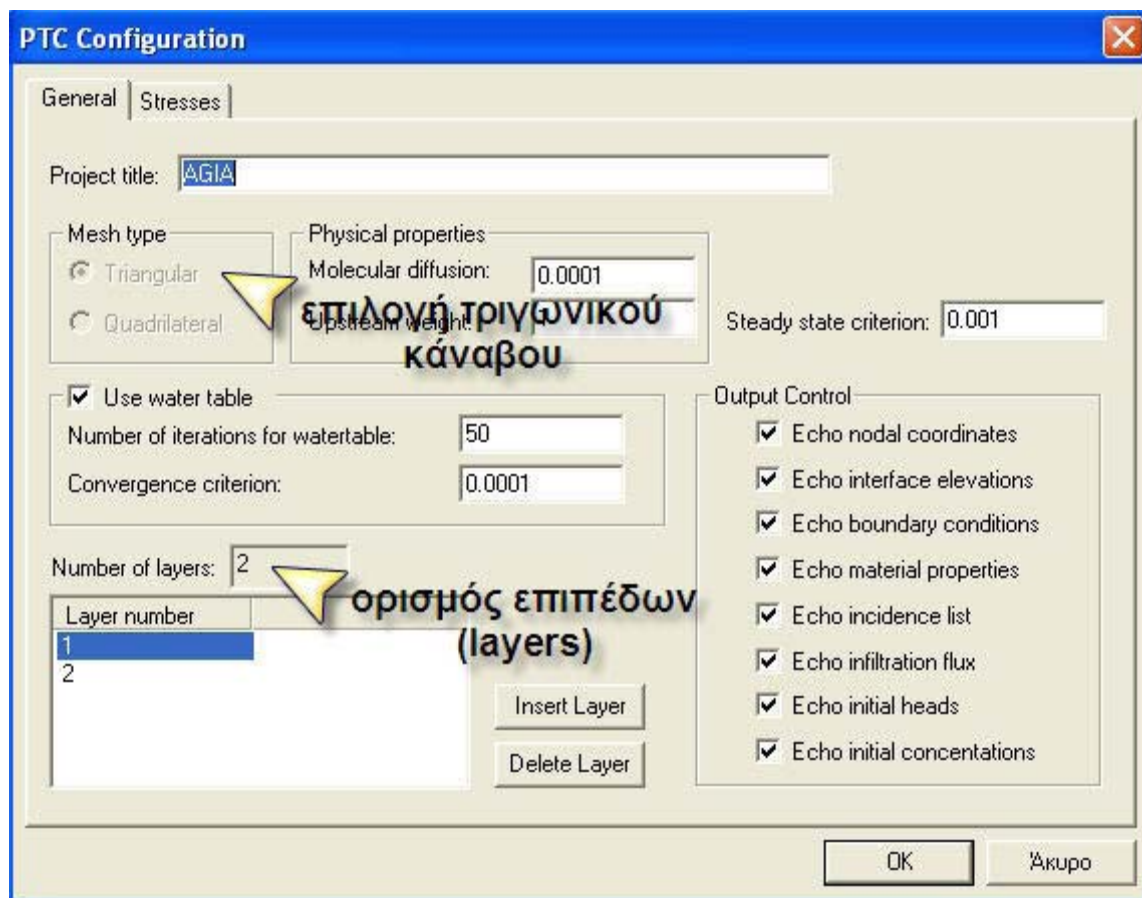 PTC Configuration
General
Stresses
Project title: AGIA
Mesh type
Triangular
Quadrilateral
Physical properties
Molecular diffusion: 0.0001
Upstream weight:
επιλογή τριγωνικού
κάναβου
Steady state criterion: 0.001
Use water table
Number of iterations for watertable: 50
Convergence criterion: 0.0001
Number of layers: 2
ορισμός επιπέδων
(layers)
Layer number
1
2
Insert Layer
Delete Layer
Output Control
Echo nodal coordinates
Echo interface elevations
Echo boundary conditions
Echo material properties
Echo incidence list
Echo infiltration flux
Echo initial heads
Echo initial concentations
OK
Άκυρο